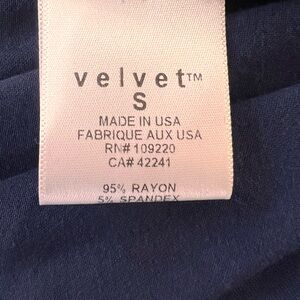 velvet™
S
MADE IN USA
FABRIQUE AUX USA
RN# 109220
CA# 42241
95% RAYON
5% SPANDEX